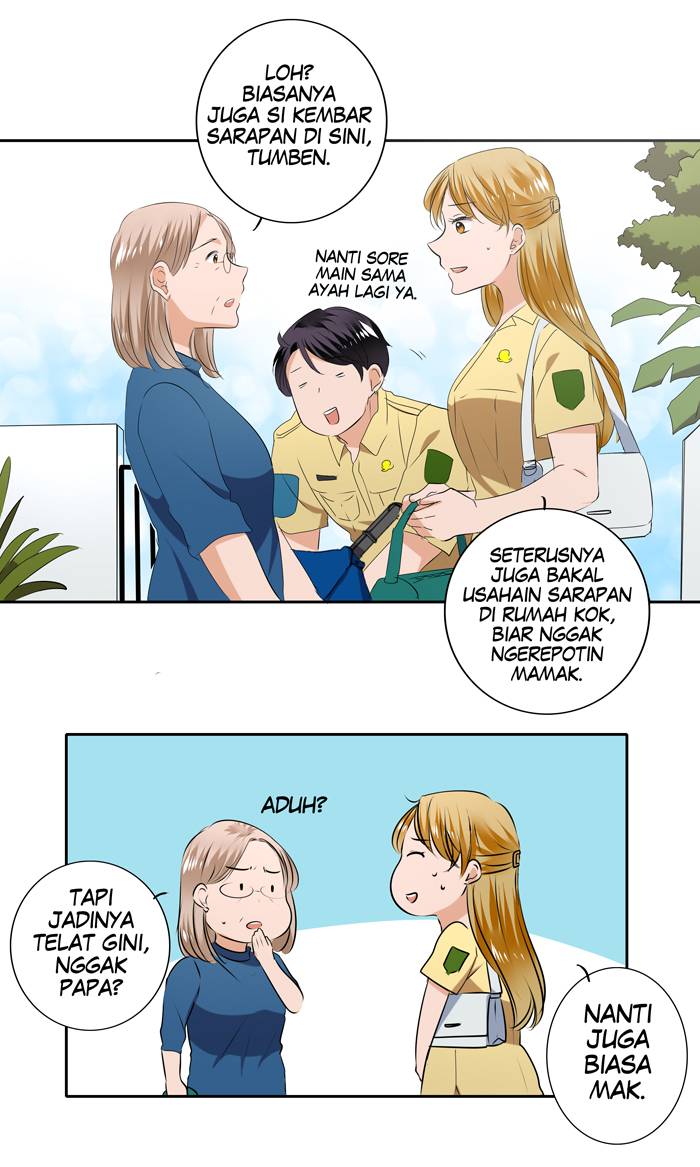 LOH?
BIASANYA
JUGA SI KEMBAR
SARAPAN DI SINI,
TUMBEN.
NANTI SORE
MAIN SAMA
AYAH LAGI YA.
SETERUSNYA
JUGA BAKAL
USAHAIN SARAPAN
DI RUMAH KOK,
BIAR NGGAK
NGEREPOTIN
MAMAK.
ADUH?
TAPI
JADINYA
TELAT GINI,
NGGAK
PAPA?
NANTI
JUGA
BIASA
MAK.